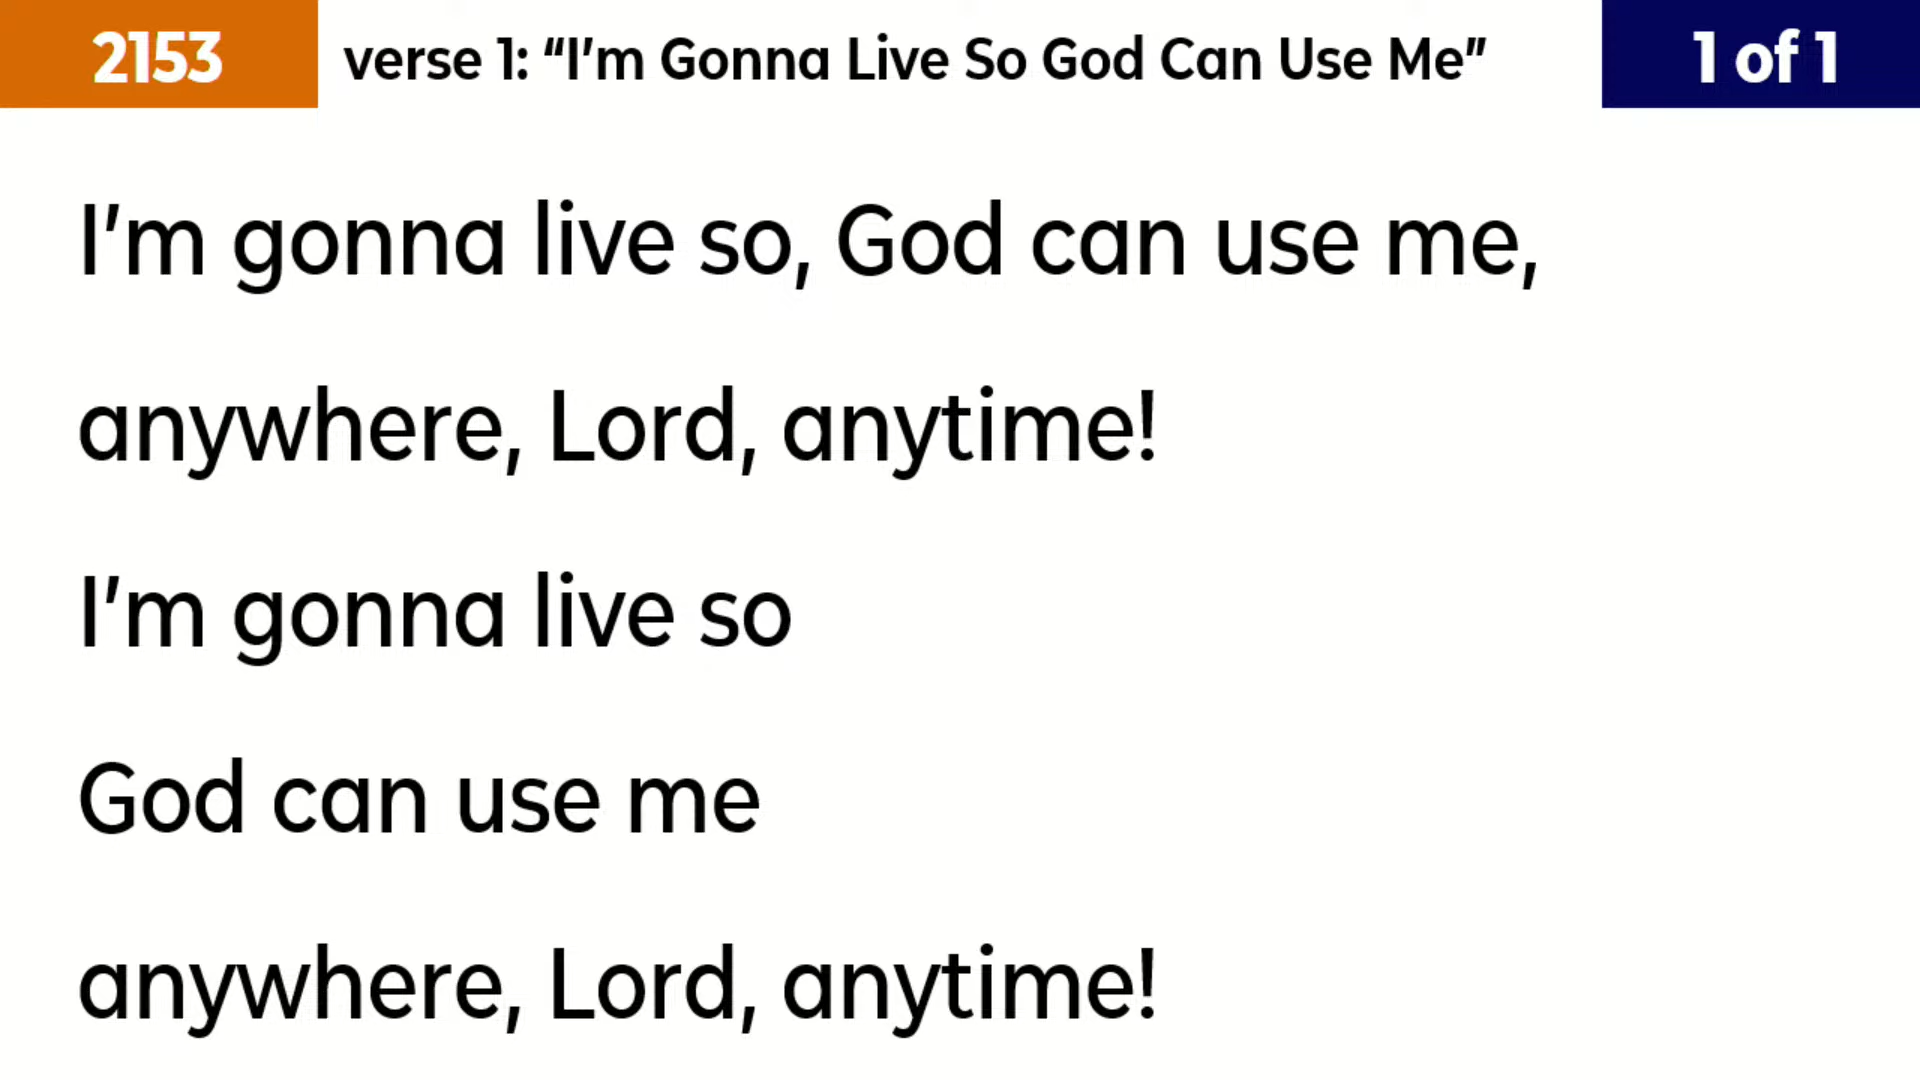 2153 verse 1: “I’m Gonna Live So God Can Use Me” 1 of 1
I’m gonna live so, God can use me,
anywhere, Lord, anytime!
I’m gonna live so
God can use me
anywhere, Lord, anytime!